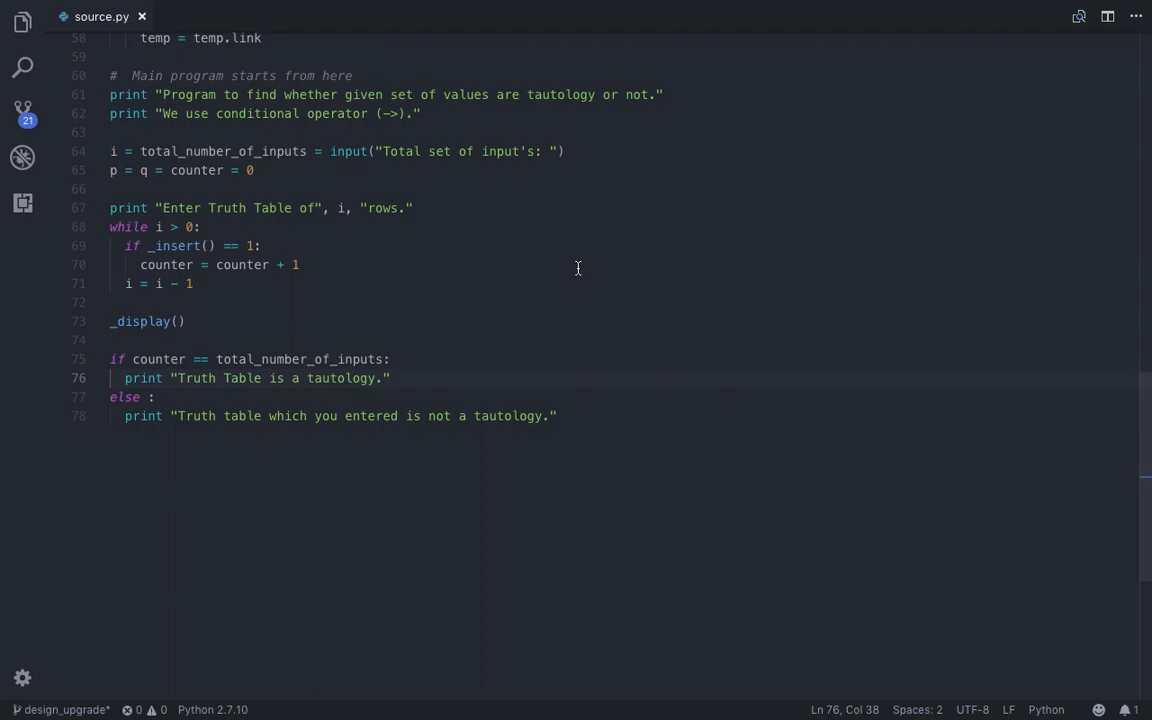 source.py
58 temp = temp.link
59
60 #  Main program starts from here
61 print "Program to find whether given set of values are tautology or not."
62 print "We use conditional operator (->)."
63
64 i = total_number_of_inputs = input("Total set of input's: ")
65 p = q = counter = 0
66
67 print "Enter Truth Table of", i, "rows."
68 while i > 0:
69   if _insert() == 1:
70     counter = counter + 1
71   i = i - 1
72
73 _display()
74
75 if counter == total_number_of_inputs:
76   print "Truth Table is a tautology."
77 else :
78   print "Truth table which you entered is not a tautology."
21
design_upgrade* 0 0 Python 2.7.10 Ln 76, Col 38 Spaces: 2 UTF-8 LF Python 1